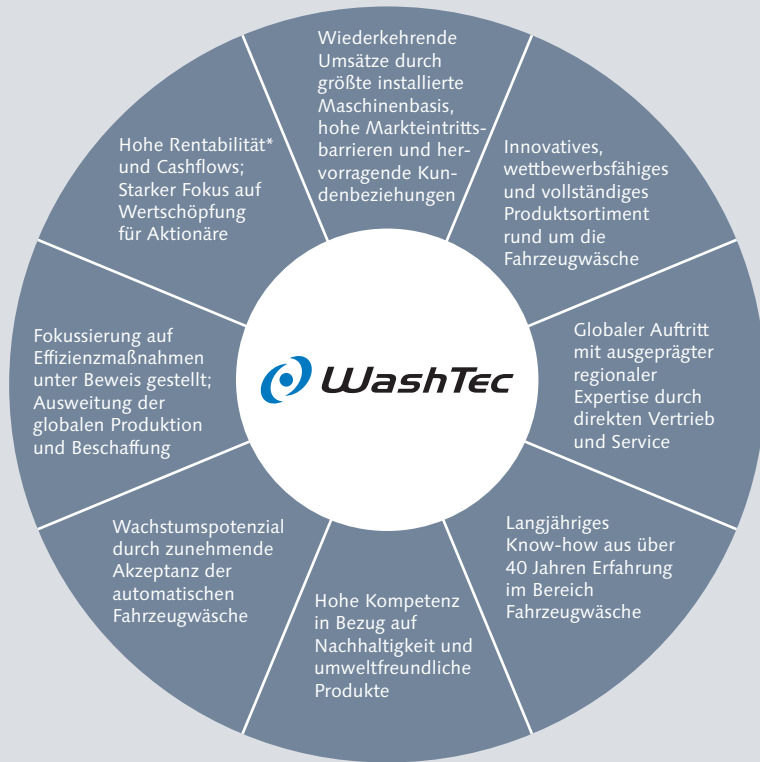 Wiederkehrende
Umsätze durch
größte installierte
Maschinenbasis,
hohe Markteintritts-
barrieren und her-
vorragende Kun-
denbeziehungen
Innovatives,
wettbewerbsfähiges
und vollständiges
Produktsortiment
rund um die
Fahrzeugwäsche
Globaler Auftritt
mit ausgeprägter
regionaler
Expertise durch
direkten Vertrieb
und Service
Langjähriges
Know-how aus über
40 Jahren Erfahrung
im Bereich
Fahrzeugwäsche
Hohe Kompetenz
in Bezug auf
Nachhaltigkeit und
umweltfreundliche
Produkte
Wachstumspotenzial
durch zunehmende
Akzeptanz der
automatischen
Fahrzeugwäsche
Fokussierung auf
Effizienzmaßnahmen
unter Beweis gestellt;
Ausweitung der
globalen Produktion
und Beschaffung
Hohe Rentabilität*
und Cashflows;
Starker Fokus auf
Wertschöpfung
für Aktionäre
WashTec